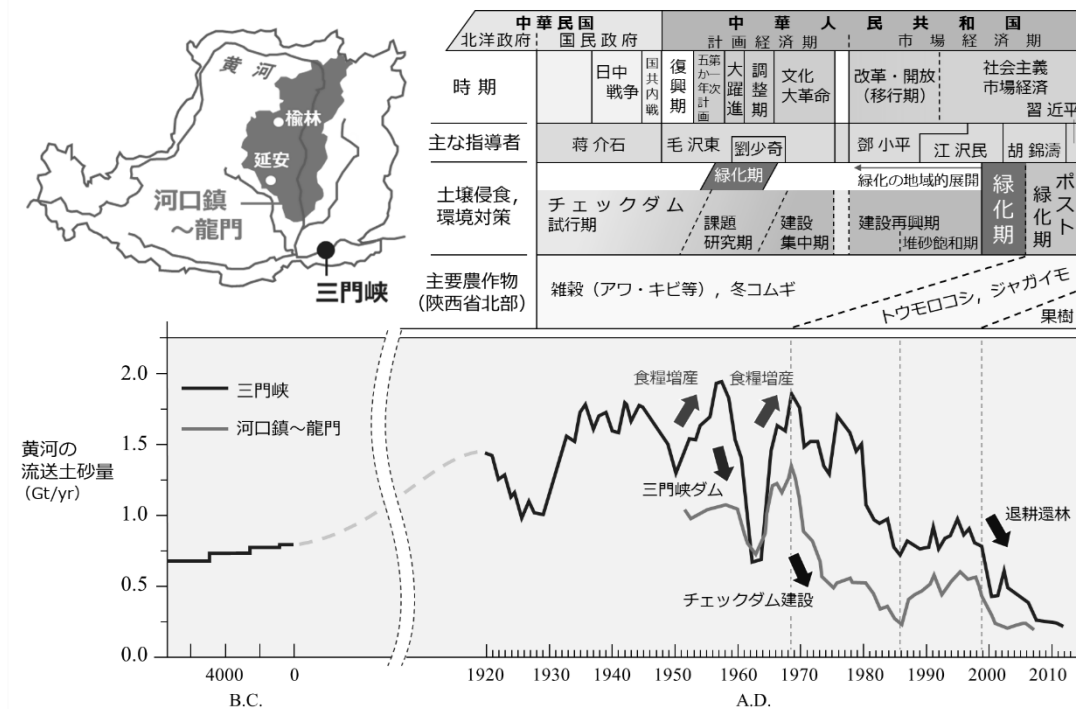 黄河
楡林
延安
河口鎮
～龍門
三門峡
中華民国
中華人民共和国
北洋政府
国民政府
計画経済期
市場経済期
時期
日中
戦争
国共内戦
復興期
第一次
五か年計画
大躍進
調整期
文化
大革命
改革・開放
（移行期）
社会主義
市場経済
習近平
主な指導者
蒋介石
毛沢東
劉少奇
鄧小平
江沢民
胡錦濤
土壌侵食，
環境対策
緑化期
緑化の地域的展開
緑化期
ポスト
緑化期
チェックダム
試行期
課題
研究期
建設
集中期
建設再興期
堆砂飽和期
主要農作物
（陝西省北部）
雑穀（アワ・キビ等），冬コムギ
トウモロコシ，ジャガイモ
果樹
黄河の
流送土砂量
（Gt/yr）
2.0
1.5
1.0
0.5
0.0
三門峡
河口鎮～龍門
食糧増産
食糧増産
三門峡ダム
チェックダム建設
退耕還林
4000 0
1920 1930 1940 1950 1960 1970 1980 1990 2000 2010
B.C.
A.D.